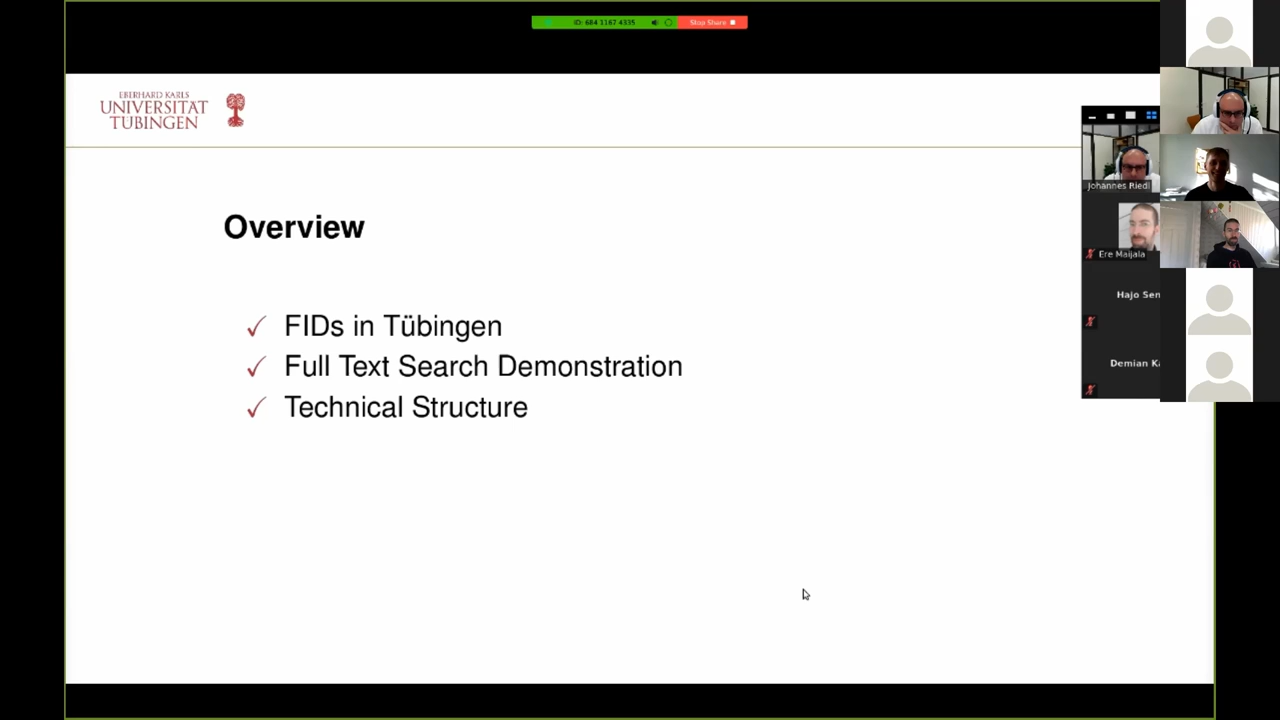 ID: 684 1167 4335
Stop Share
EBERHARD KARLS
UNIVERSITÄT
TÜBINGEN
Overview
✓ FIDs in Tübingen
✓ Full Text Search Demonstration
✓ Technical Structure
Johannes Riedl
Ere Maijala
Hajo Sen
Demian Ka